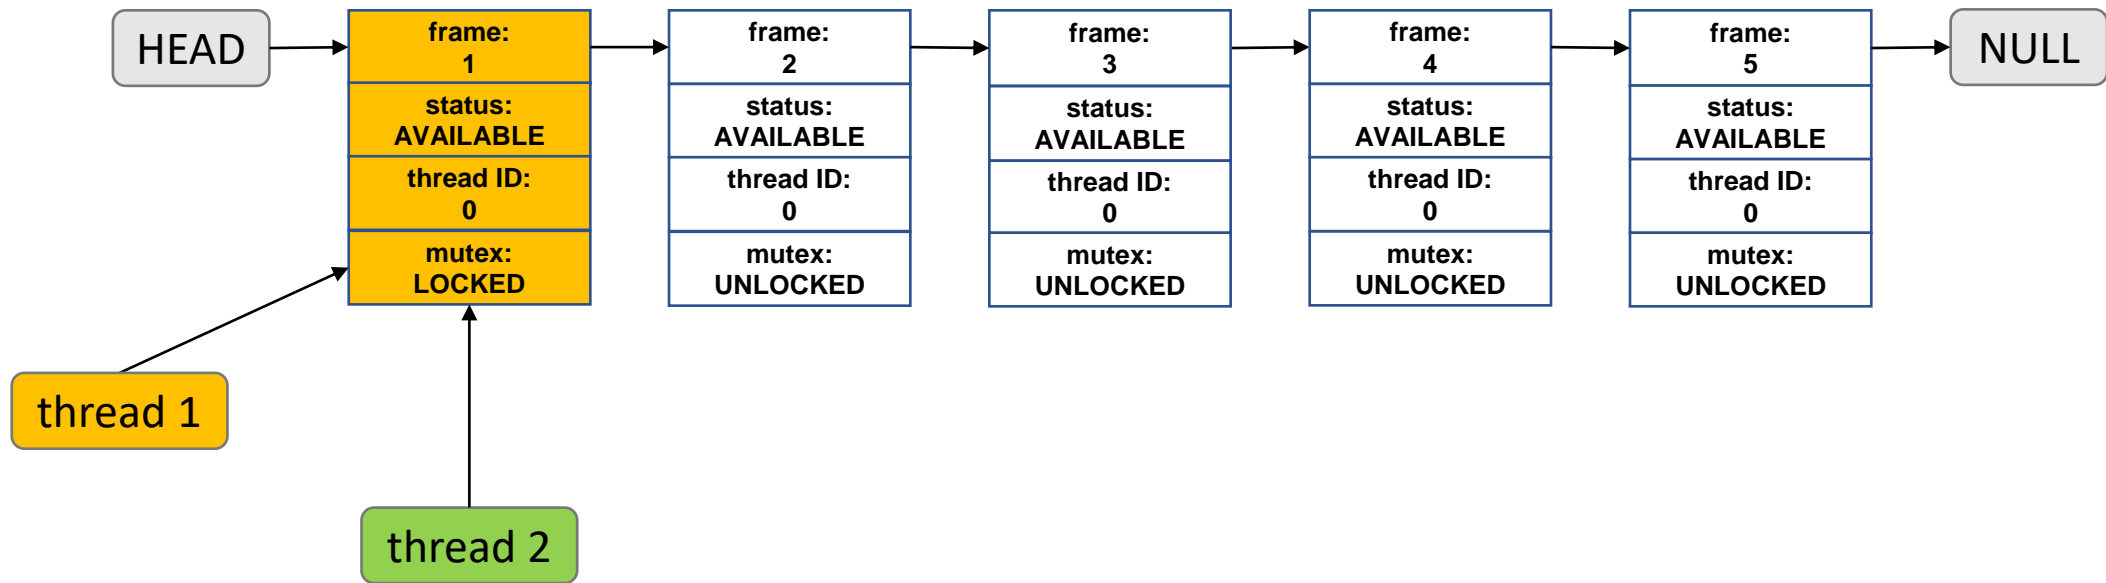 HEAD
frame:
1
status:
AVAILABLE
thread ID:
0
mutex:
LOCKED
frame:
2
status:
AVAILABLE
thread ID:
0
mutex:
UNLOCKED
frame:
3
status:
AVAILABLE
thread ID:
0
mutex:
UNLOCKED
frame:
4
status:
AVAILABLE
thread ID:
0
mutex:
UNLOCKED
frame:
5
status:
AVAILABLE
thread ID:
0
mutex:
UNLOCKED
NULL
thread 1
thread 2